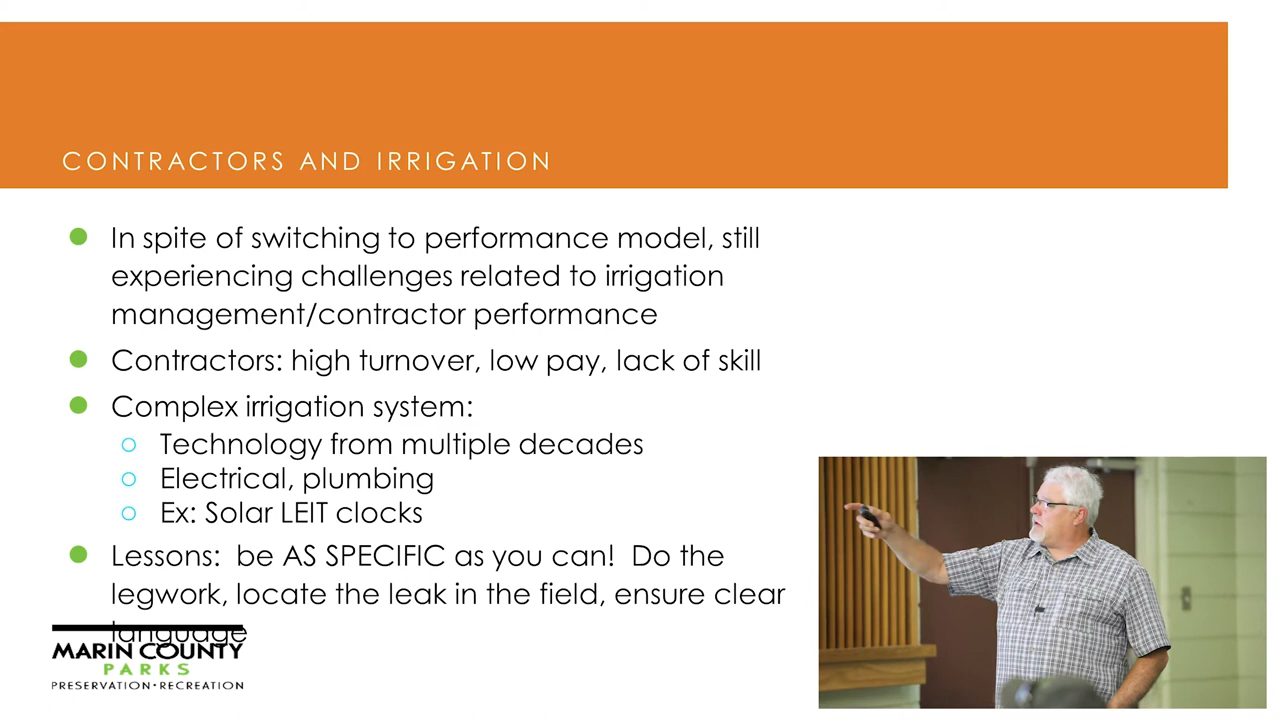 CONTRACTORS AND IRRIGATION
In spite of switching to performance model, still
experiencing challenges related to irrigation
management/contractor performance
Contractors: high turnover, low pay, lack of skill
Complex irrigation system:
Technology from multiple decades
Electrical, plumbing
Ex: Solar LEIT clocks
Lessons: be AS SPECIFIC as you can! Do the
legwork, locate the leak in the field, ensure clear
language
MARIN COUNTY
PARKS
PRESERVATION•RECREATION